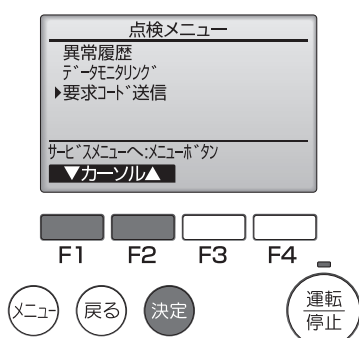 点検メニュー
異常履歴
ﾃﾞｰﾀﾓﾆﾀﾘﾝｸﾞ
▶要求ｺｰﾄﾞ送信
ｻｰﾋﾞｽﾒﾆｭｰへ:ﾒﾆｭｰﾎﾞﾀﾝ
▼カーソル▲
F1 F2 F3 F4
メニュー 戻る 決定 運転
停止